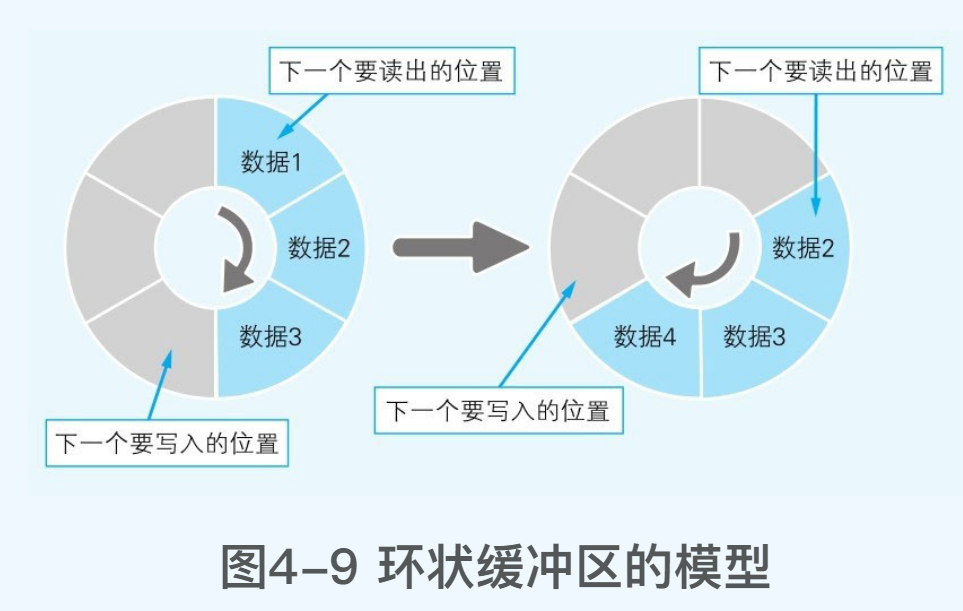 下一个要读出的位置
数据1
数据2
数据3
下一个要写入的位置
下一个要读出的位置
数据2
数据4
数据3
下一个要写入的位置
图4-9 环状缓冲区的模型